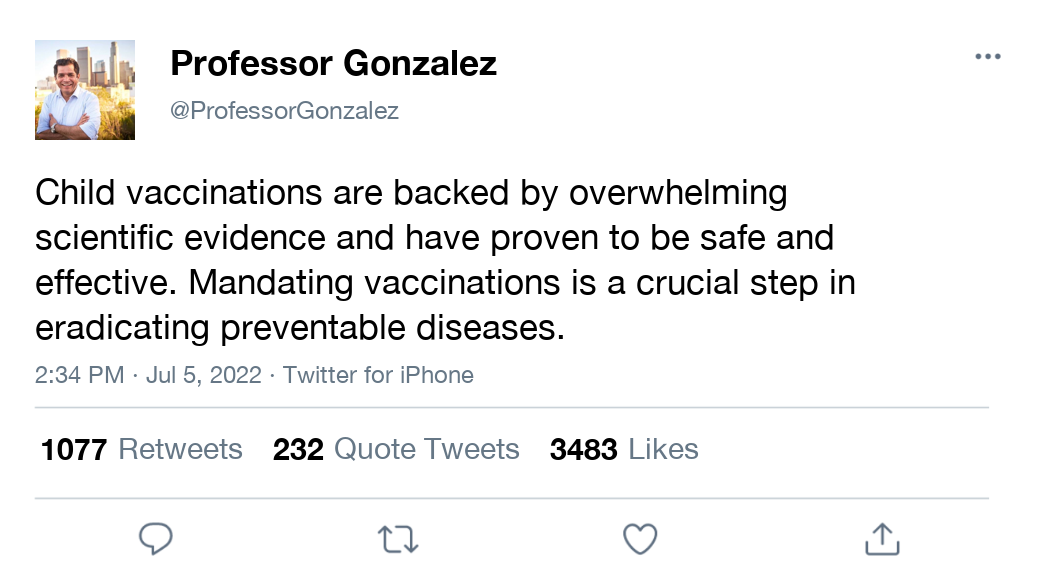 Professor Gonzalez
@ProfessorGonzalez
Child vaccinations are backed by overwhelming
scientific evidence and have proven to be safe and
effective. Mandating vaccinations is a crucial step in
eradicating preventable diseases.
2:34 PM · Jul 5, 2022 · Twitter for iPhone
1077 Retweets 232 Quote Tweets 3483 Likes